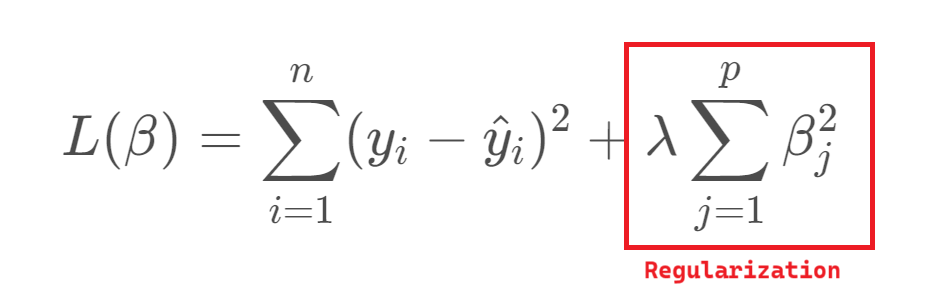 L(β) = ∑_{i=1}^{n} (y_i − ŷ_i)² + λ ∑_{j=1}^{p} β_j²
Regularization